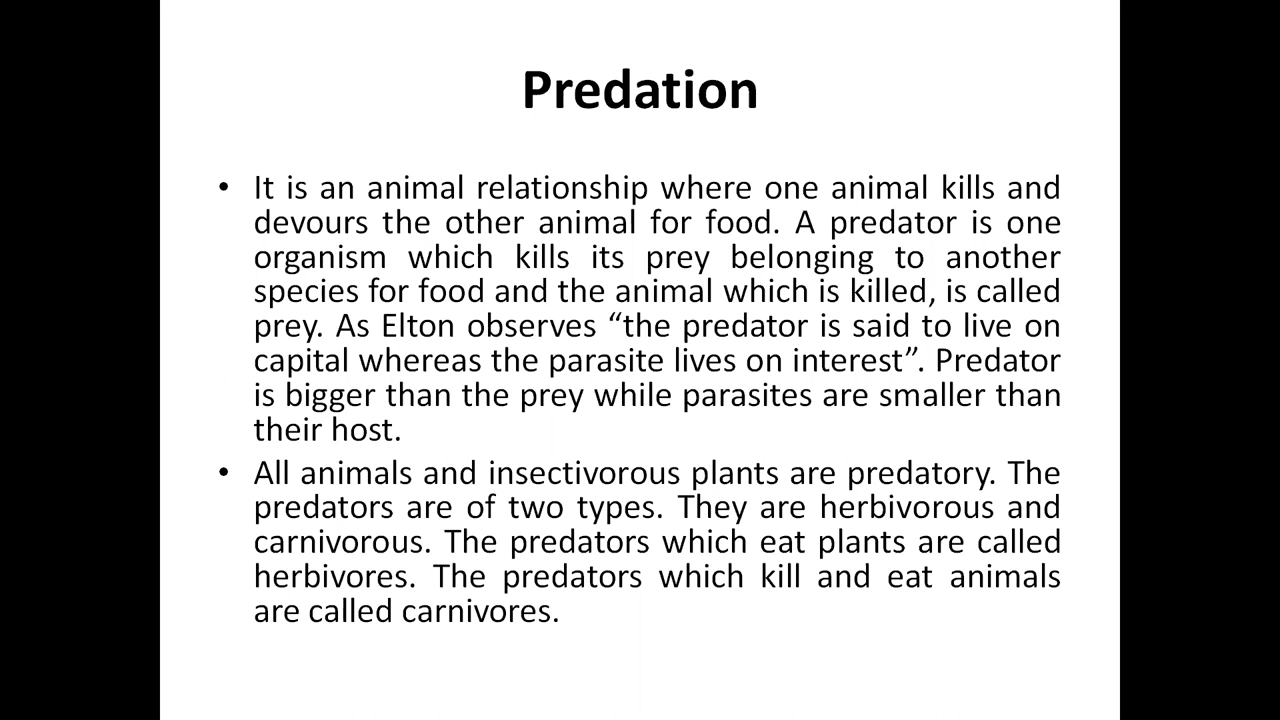 Predation
• It is an animal relationship where one animal kills and
devours the other animal for food. A predator is one
organism which kills its prey belonging to another
species for food and the animal which is killed, is called
prey. As Elton observes “the predator is said to live on
capital whereas the parasite lives on interest”. Predator
is bigger than the prey while parasites are smaller than
their host.
• All animals and insectivorous plants are predatory. The
predators are of two types. They are herbivorous and
carnivorous. The predators which eat plants are called
herbivores. The predators which kill and eat animals
are called carnivores.